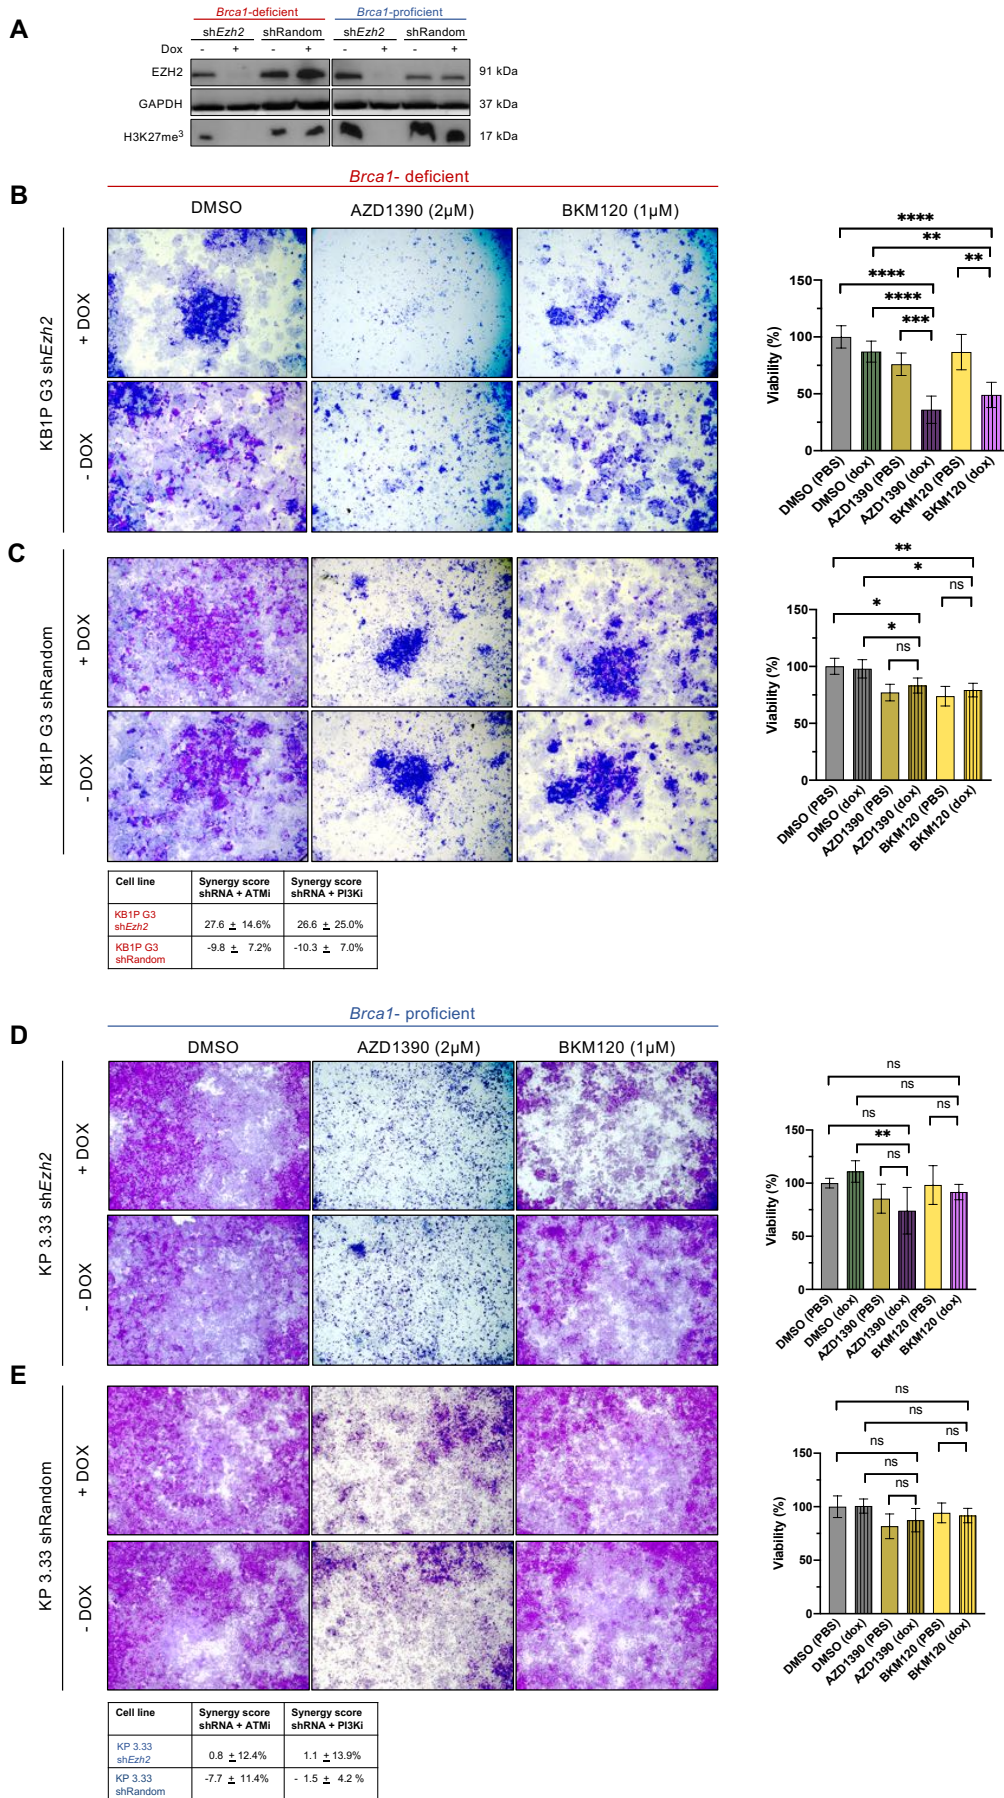 A
Brca1-deficient Brca1-proficient
shEzh2 shRandom shEzh2 shRandom
Dox - + - + - + - +
EZH2 91 kDa
GAPDH 37 kDa
H3K27me3 17 kDa
B
Brca1- deficient
DMSO AZD1390 (2µM) BKM120 (1µM)
KB1P G3 shEzh2
+ DOX
- DOX
****
**
**
****
****
***
150
100
50
0
Viability (%)
DMSO (PBS)
DMSO (dox)
AZD1390 (PBS)
AZD1390 (dox)
BKM120 (PBS)
BKM120 (dox)
C
KB1P G3 shRandom
+ DOX
- DOX
**
*
ns
*
*
ns
150
100
50
0
Viability (%)
DMSO (PBS)
DMSO (dox)
AZD1390 (PBS)
AZD1390 (dox)
BKM120 (PBS)
BKM120 (dox)
Cell line Synergy score Synergy score
shRNA + ATMi shRNA + PI3Ki
KB1P G3
shEzh2 27.6 ± 14.6% 26.6 ± 25.0%
KB1P G3 -9.8 ± 7.2% -10.3 ± 7.0%
shRandom
D
Brca1- proficient
DMSO AZD1390 (2µM) BKM120 (1µM)
KP 3.33 shEzh2
+ DOX
- DOX
ns
ns
ns
ns
**
ns
150
100
50
0
Viability (%)
DMSO (PBS)
DMSO (dox)
AZD1390 (PBS)
AZD1390 (dox)
BKM120 (PBS)
BKM120 (dox)
E
KP 3.33 shRandom
+ DOX
- DOX
ns
ns
ns
ns
ns
ns
150
100
50
0
Viability (%)
DMSO (PBS)
DMSO (dox)
AZD1390 (PBS)
AZD1390 (dox)
BKM120 (PBS)
BKM120 (dox)
Cell line Synergy score Synergy score
shRNA + ATMi shRNA + PI3Ki
KP 3.33
shEzh2 0.8 ± 12.4% 1.1 ± 13.9%
KP 3.33 -7.7 ± 11.4% - 1.5 ± 4.2 %
shRandom